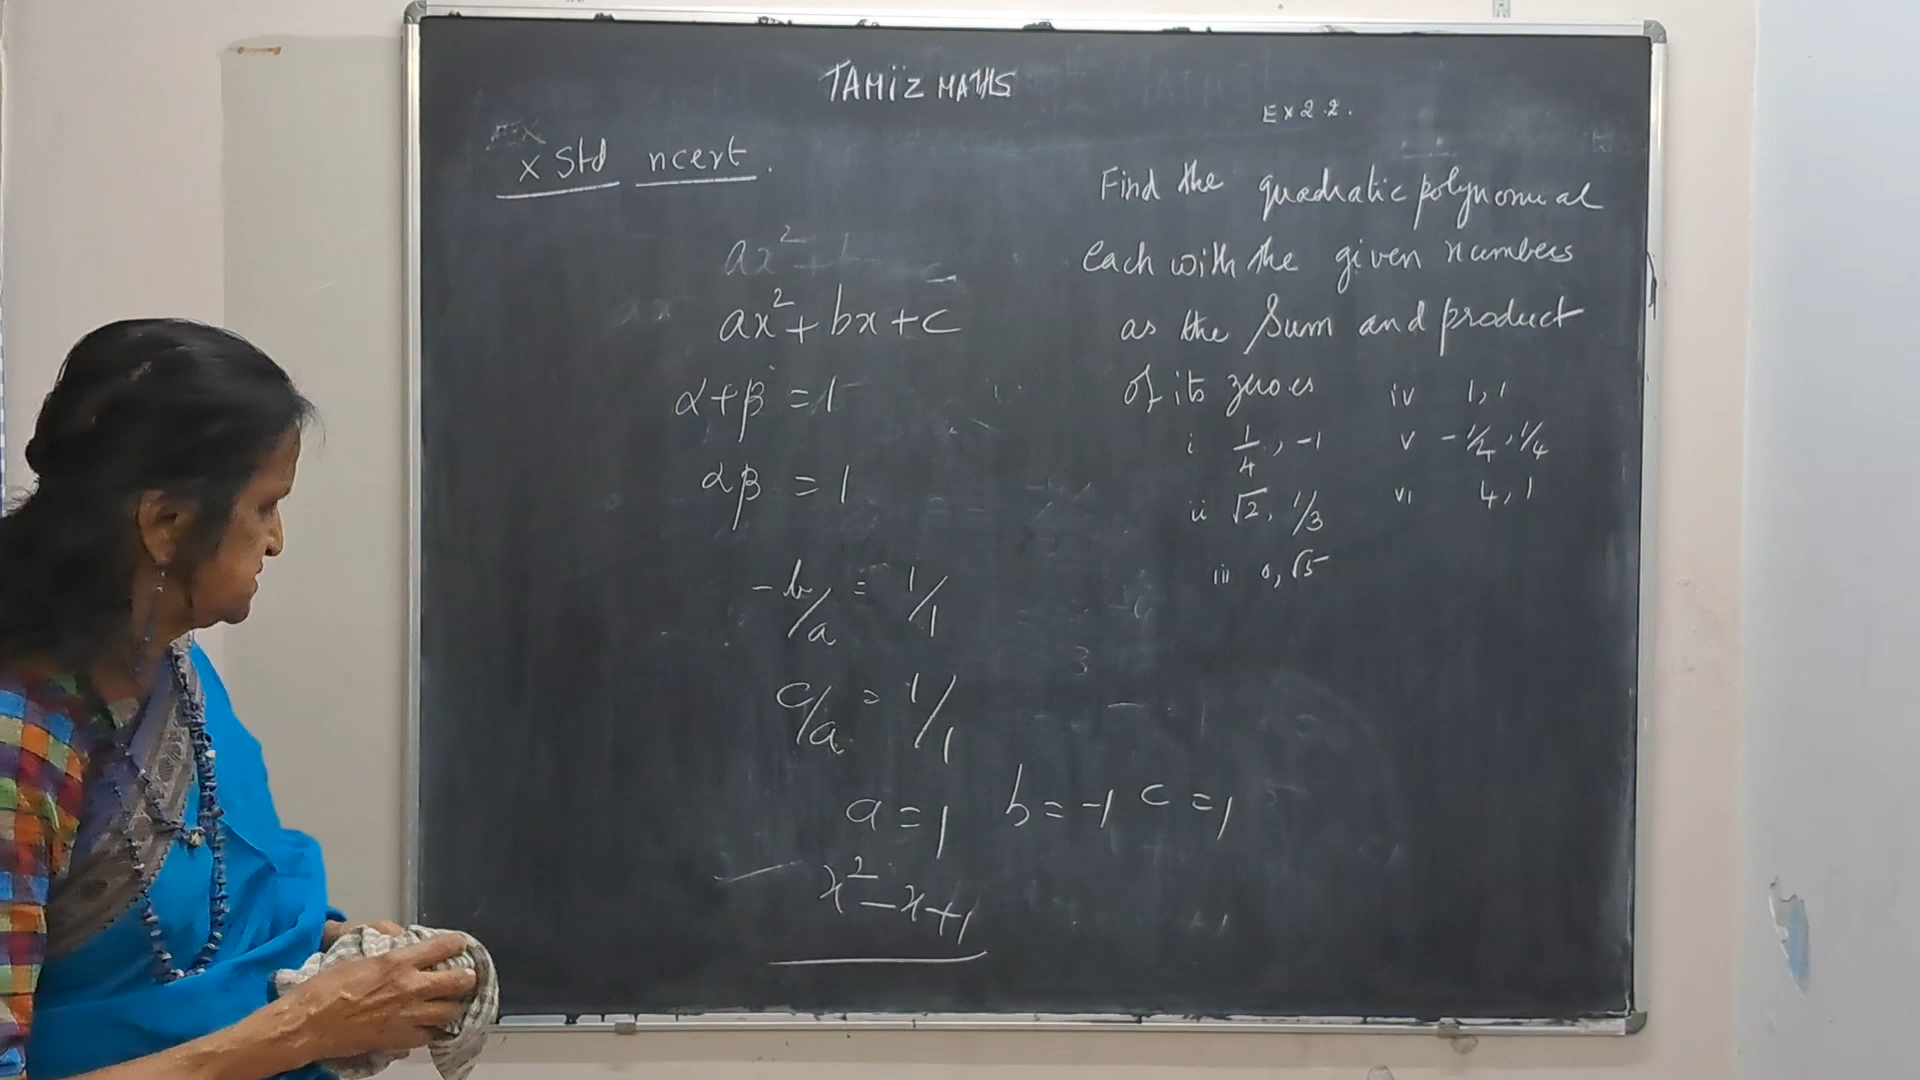 TAMiZ MATHS
Ex 2.2.
X Std ncert.
ax² + bx + c
α+β = 1
αβ = 1
-b/a = 1/1
c/a = 1/1
a = 1 b = -1 c = 1
x² - x + 1
Find the quadratic polynomial
each with the given numbers
as the Sum and product
of its zeroes
i 1/4, -1
ii √2, 1/3
iii 0, √5
iv 1, 1
v -1/4, 1/4
vi 4, 1